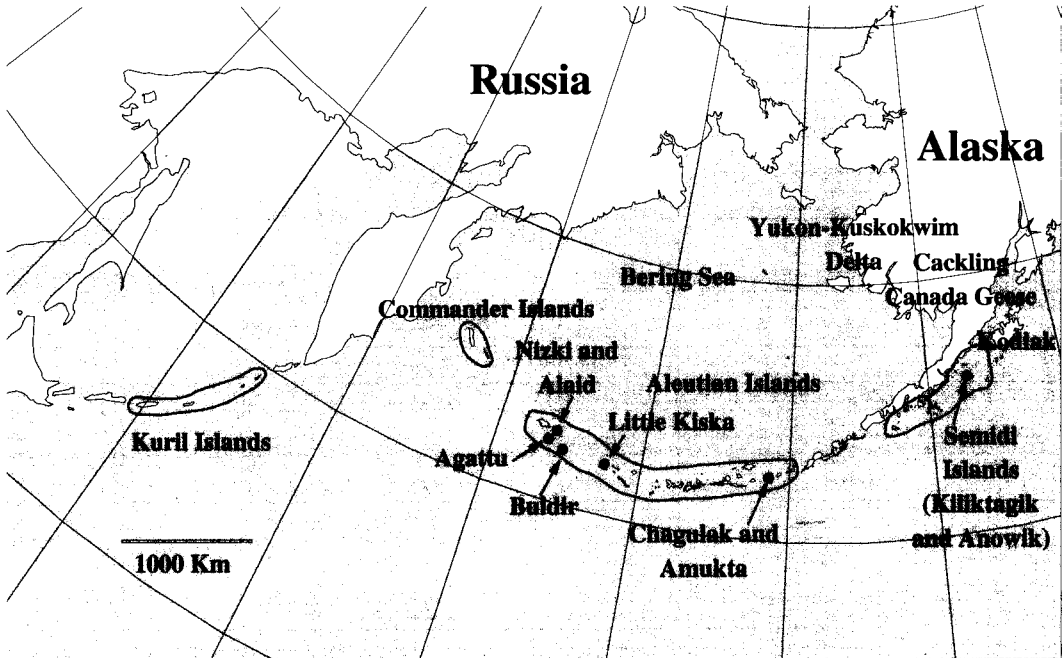 Russia
Alaska
Yukon-Kuskokwim
Delta
Cackling
Canada Geese
Bering Sea
Commander Islands
Nizki and
Alaid
Aleutian Islands
Kodiak
Little Kiska
Kuril Islands
Agattu
Buldir
Semidi
Islands
(Kiliktagik
and Anowik)
Chagulak and
Amukta
1000 Km